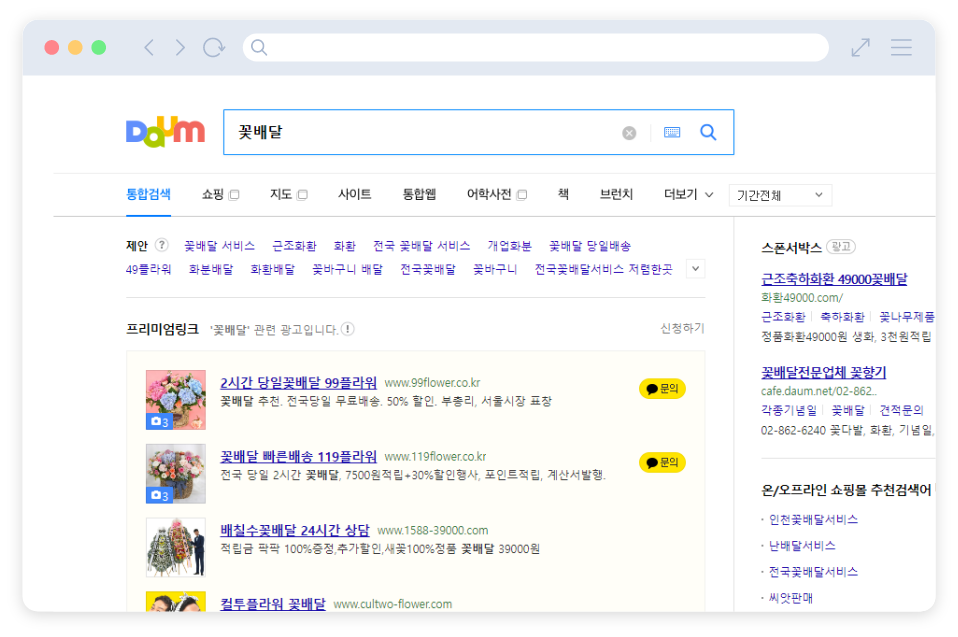 Daum
꽃배달
통합검색 쇼핑 지도 사이트 통합웹 어학사전 책 브런치 더보기 기간전체
제안 ? 꽃배달 서비스 근조화환 화환 전국 꽃배달 서비스 개업화분 꽃배달 당일배송
49플라워 화분배달 화환배달 꽃바구니 배달 전국꽃배달 꽃바구니 전국꽃배달서비스 저렴한곳
프리미엄링크 '꽃배달' 관련 광고입니다. ! 신청하기
2시간 당일꽃배달 99플라워 www.99flower.co.kr
꽃배달 추천. 전국당일 무료배송. 50% 할인. 부총리, 서울시장 표창
3
문의
꽃배달 빠른배송 119플라워 www.119flower.co.kr
전국 당일 2시간 꽃배달, 7500원적립+30%할인행사, 포인트적립, 계산서발행.
3
문의
배칠수꽃배달 24시간 상담 www.1588-39000.com
적립금 팍팍 100%증정,추가할인,새꽃100%정품 꽃배달 39000원
컬투플라워 꽃배달 www.cultwo-flower.com
스폰서박스 광고
근조축하화환 49000꽃배달
화환49000.com/
근조화환 축하화환 꽃나무제품
정품화환49000원 생화, 3천원적립
꽃배달전문업체 꽃향기
cafe.daum.net/02-862..
각종기념일 꽃배달 견적문의
02-862-6240 꽃다발, 화환, 기념일,
온/오프라인 쇼핑몰 추천검색어
· 인천꽃배달서비스
· 난배달서비스
· 전국꽃배달서비스
· 씨앗판매